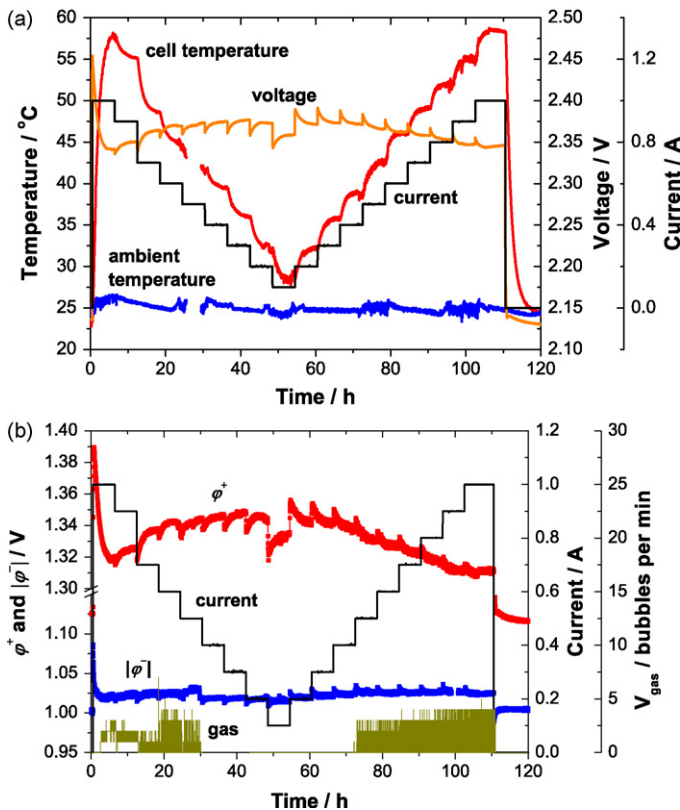 (a)
60
55
50
45
40
35
30
25
20
Temperature / °C
cell temperature
voltage
current
ambient
temperature
2.50
2.45
2.40
2.35
2.30
2.25
2.20
2.15
2.10
Voltage / V
1.2
0.8
0.4
0.0
Current / A
0 20 40 60 80 100 120
Time / h
(b)
1.40
1.38
1.36
1.34
1.32
1.30
1.10
1.05
1.00
0.95
φ⁺ and |φ⁻| / V
φ⁺
current
|φ⁻|
gas
1.2
1.0
0.8
0.6
0.4
0.2
0.0
Current / A
30
25
20
15
10
5
0
V_gas / bubbles per min
0 20 40 60 80 100 120
Time / h